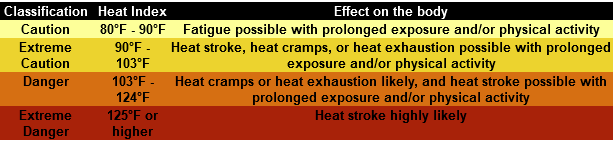 Classification Heat Index Effect on the body
Caution 80°F - 90°F Fatigue possible with prolonged exposure and/or physical activity
Extreme Caution 90°F - 103°F Heat stroke, heat cramps, or heat exhaustion possible with prolonged exposure and/or physical activity
Danger 103°F - 124°F Heat cramps or heat exhaustion likely, and heat stroke possible with prolonged exposure and/or physical activity
Extreme Danger 125°F or higher Heat stroke highly likely